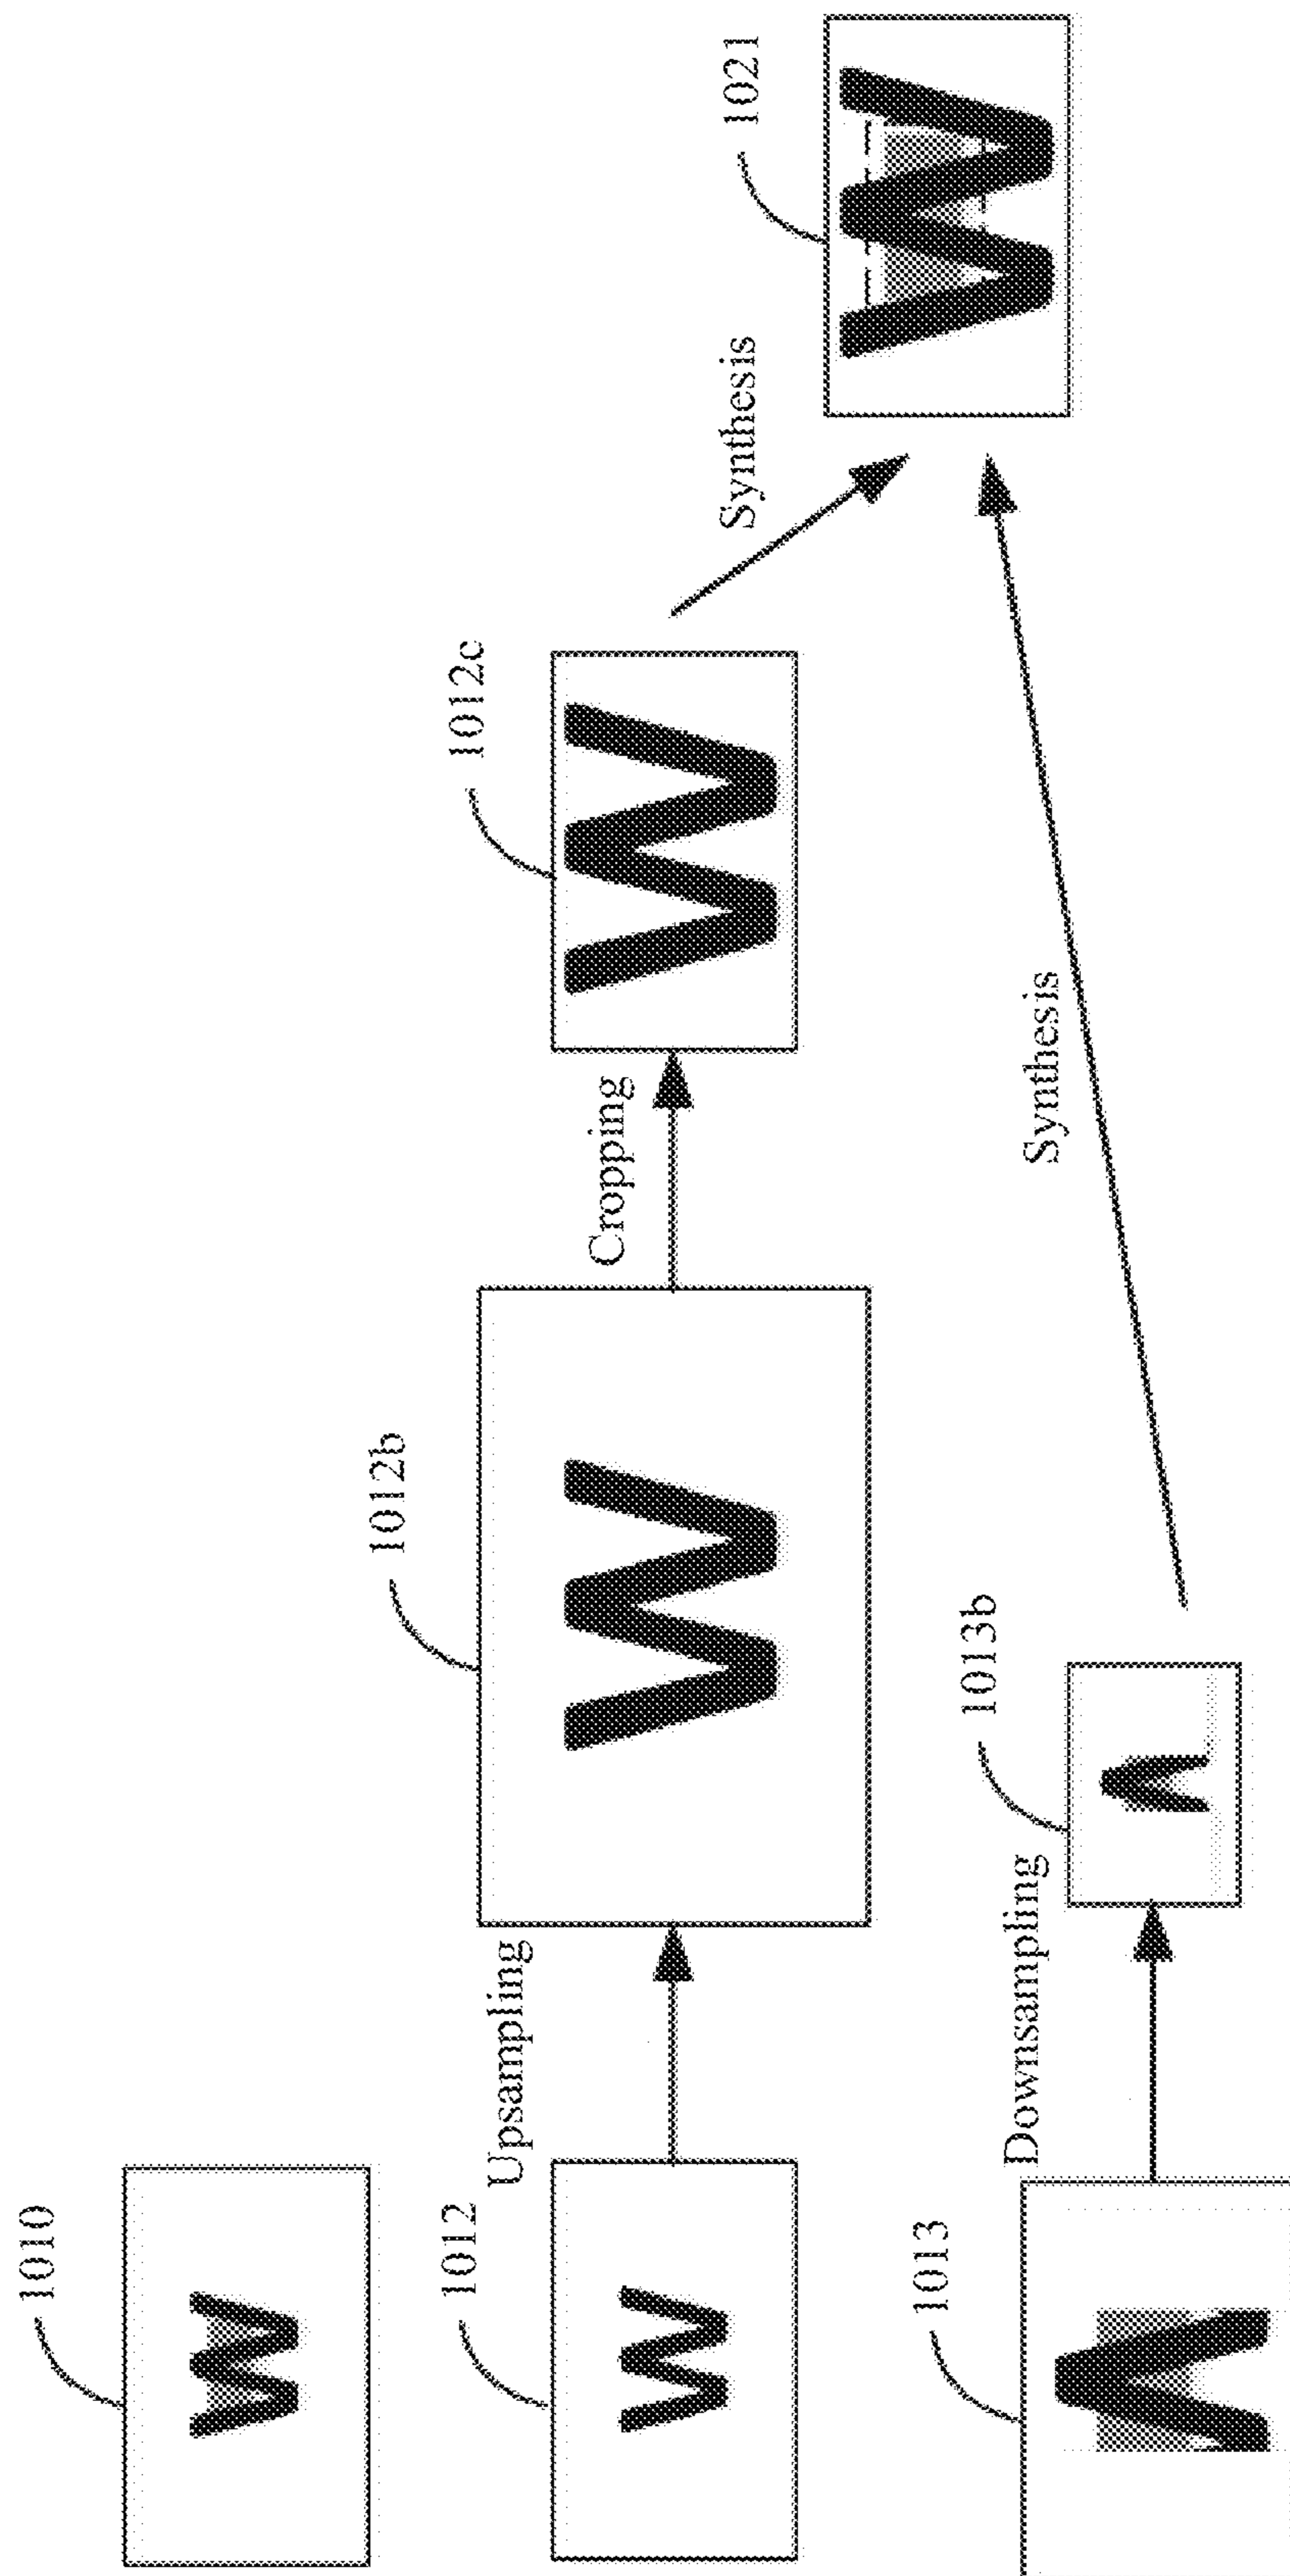 1010
W
1012
W
Upsampling
1012b
W
Cropping
1012c
W
Synthesis
1021
W
1013
Downsampling
1013b
Synthesis